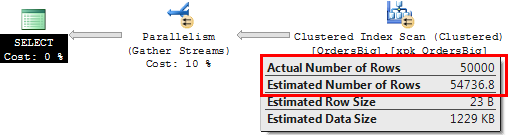 SELECT
Cost: 0 %
Parallelism
(Gather Streams)
Cost: 10 %
Clustered Index Scan (Clustered)
[OrdersBig].[xpk_OrdersBig]
Actual Number of Rows 50000
Estimated Number of Rows 54736.8
Estimated Row Size 23 B
Estimated Data Size 1229 KB